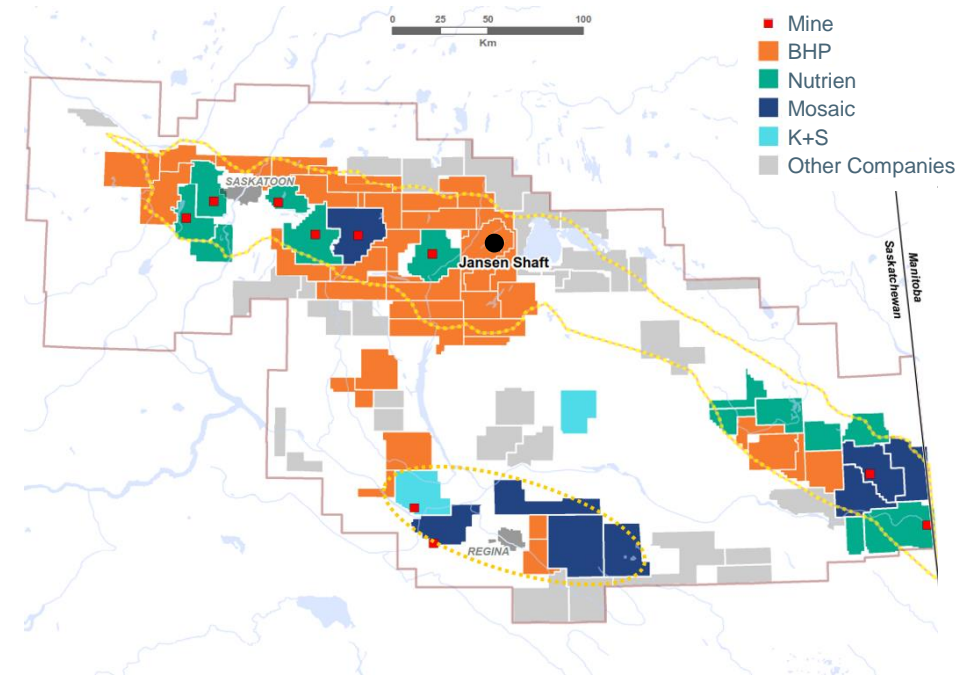 0 25 50 100
Km
Mine
BHP
Nutrien
Mosaic
K+S
Other Companies
SASKATOON
Jansen Shaft
Manitoba
Saskatchewan
REGINA